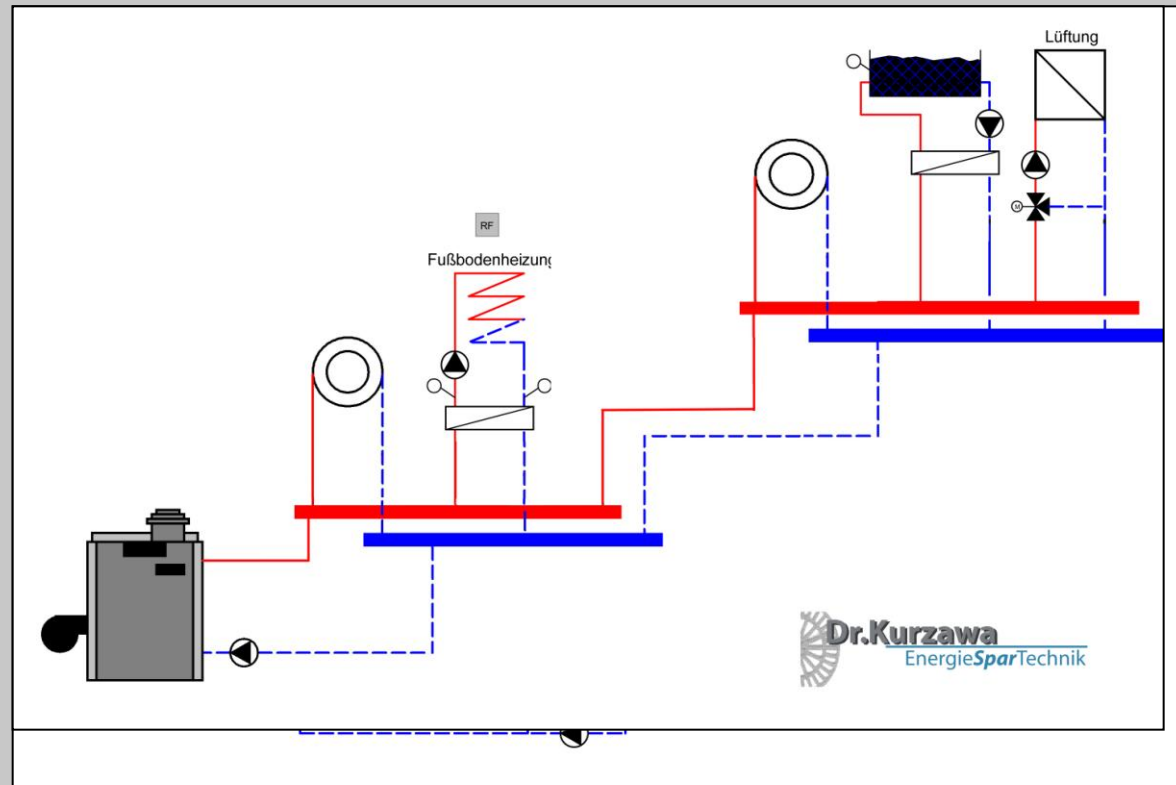 Lüftung
M
RF
Fußbodenheizung
Dr.Kurzawa
EnergieSparTechnik